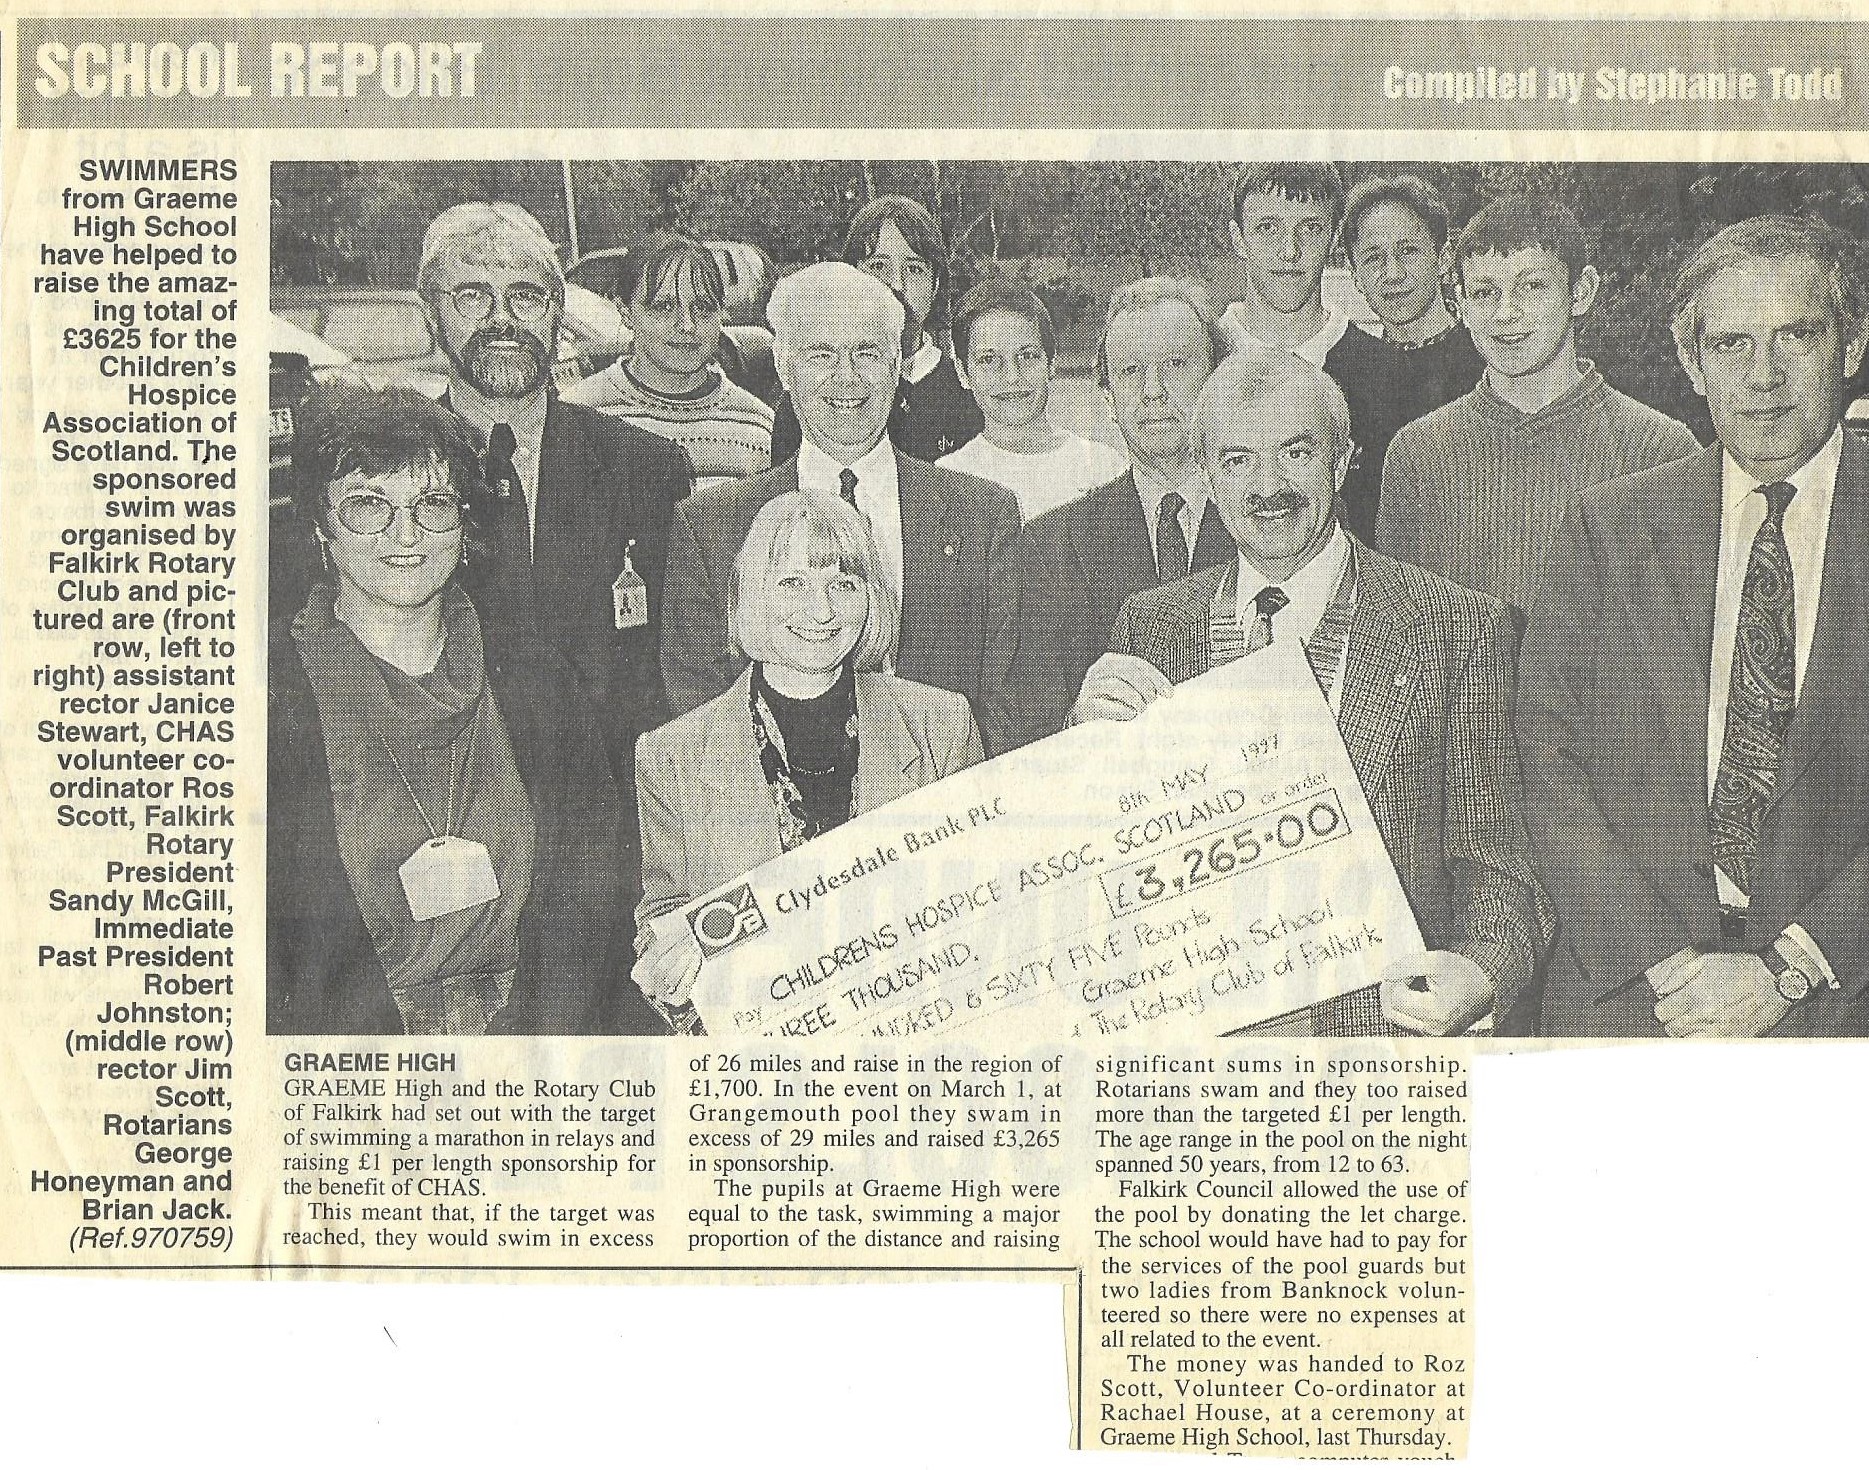 SCHOOL REPORT
Compiled by Stephanie Todd
SWIMMERS
from Graeme
High School
have helped to
raise the amaz-
ing total of
£3625 for the
Children's
Hospice
Association of
Scotland. The
sponsored
swim was
organised by
Falkirk Rotary
Club and pic-
tured are (front
row, left to
right) assistant
rector Janice
Stewart, CHAS
volunteer co-
ordinator Ros
Scott, Falkirk
Rotary
President
Sandy McGill,
Immediate
Past President
Robert
Johnston;
(middle row)
rector Jim
Scott,
Rotarians
George
Honeyman and
Brian Jack.
(Ref.970759)
Clydesdale Bank PLC
8th MAY 1997
Pay CHILDRENS HOSPICE ASSOC. SCOTLAND or order
THOUSAND.
£3,265·00
& SIXTY FIVE Pounds
Graeme High School
The Rotary Club of Falkirk
GRAEME HIGH
GRAEME High and the Rotary Club
of Falkirk had set out with the target
of swimming a marathon in relays and
raising £1 per length sponsorship for
the benefit of CHAS.
This meant that, if the target was
reached, they would swim in excess
of 26 miles and raise in the region of
£1,700. In the event on March 1, at
Grangemouth pool they swam in
excess of 29 miles and raised £3,265
in sponsorship.
The pupils at Graeme High were
equal to the task, swimming a major
proportion of the distance and raising
significant sums in sponsorship.
Rotarians swam and they too raised
more than the targeted £1 per length.
The age range in the pool on the night
spanned 50 years, from 12 to 63.
Falkirk Council allowed the use of
the pool by donating the let charge.
The school would have had to pay for
the services of the pool guards but
two ladies from Banknock volun-
teered so there were no expenses at
all related to the event.
The money was handed to Roz
Scott, Volunteer Co-ordinator at
Rachael House, at a ceremony at
Graeme High School, last Thursday.